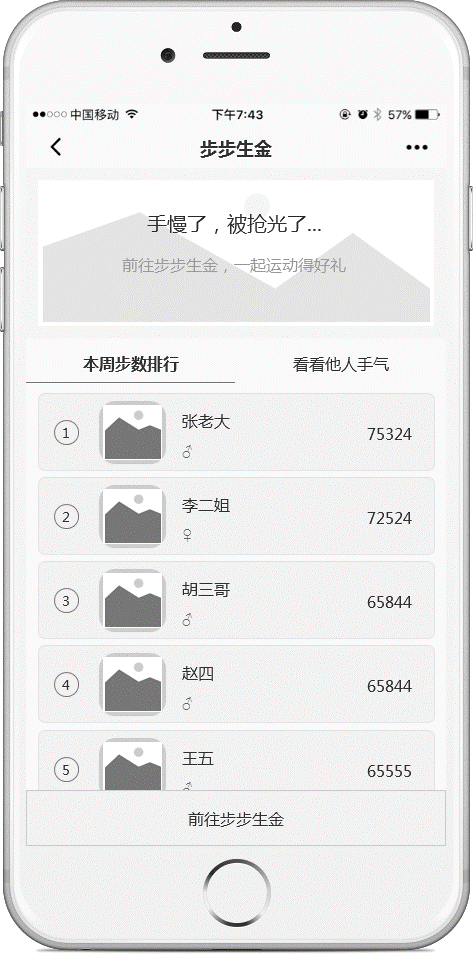 中国移动 下午7:43 57%
步步生金
手慢了，被抢光了...
前往步步生金，一起运动得好礼
本周步数排行 看看他人手气
1 张老大 75324
♂
2 李二姐 72524
♀
3 胡三哥 65844
♂
4 赵四 65844
♂
5 王五 65555
♂
前往步步生金